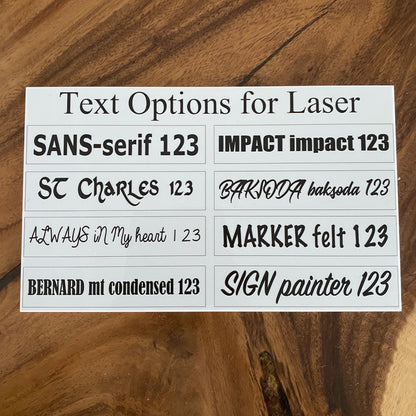 Text Options for Laser
SANS-serif 123
IMPACT impact 123
ST Charles 123
BAKSODA baksoda 123
ALWAYS iN My heart 123
MARKER felt 123
BERNARD mt condensed 123
SIGN painter 123